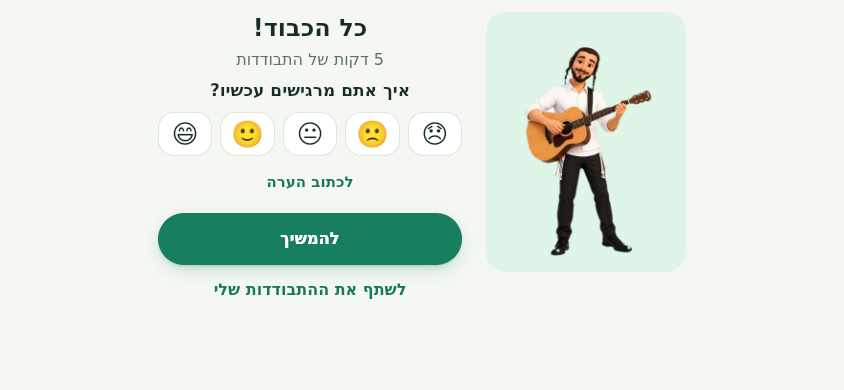 כל הכבוד!
5 דקות של התבודדות
איך אתם מרגישים עכשיו?
😞 🙁 😐 🙂 😄
לכתוב הערה
להמשיך
לשתף את ההתבודדות שלי